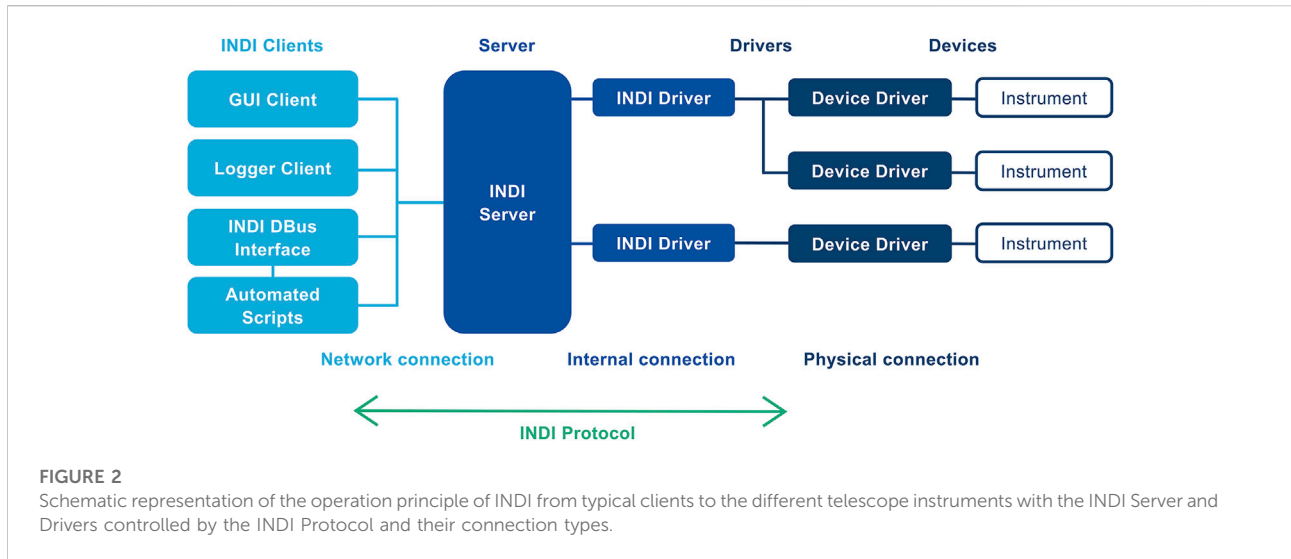 INDI Clients
Server
Drivers
Devices
GUI Client
Logger Client
INDI DBus
Interface
Automated
Scripts
INDI
Server
INDI Driver
INDI Driver
Device Driver
Device Driver
Device Driver
Instrument
Instrument
Instrument
Network connection
Internal connection
Physical connection
INDI Protocol
FIGURE 2
Schematic representation of the operation principle of INDI from typical clients to the different telescope instruments with the INDI Server and
Drivers controlled by the INDI Protocol and their connection types.